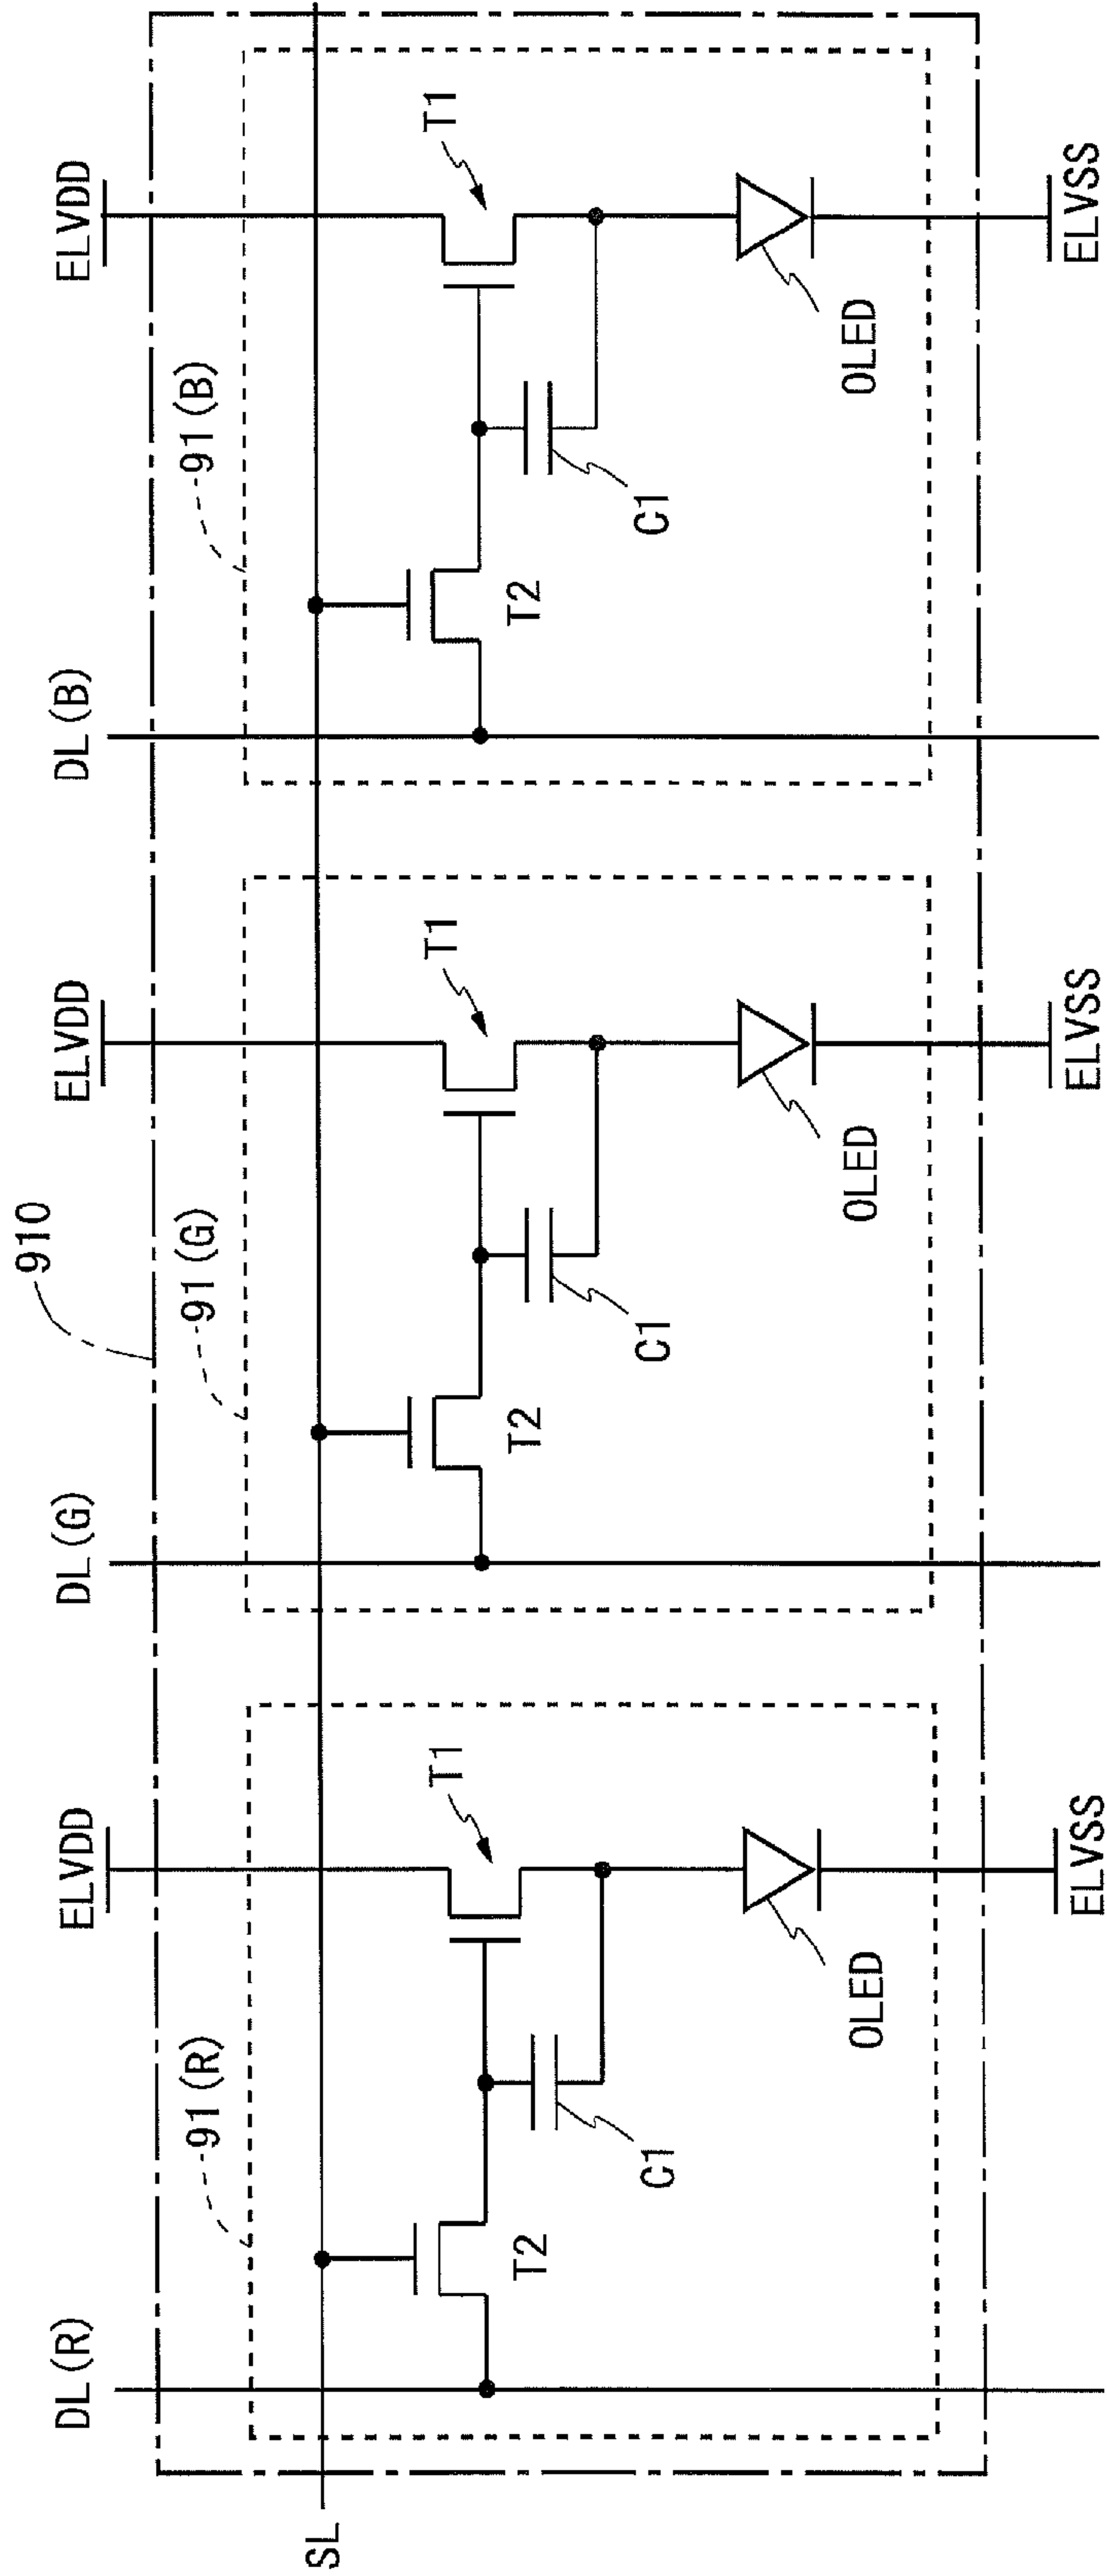 910
DL(R)
ELVDD
DL(G)
ELVDD
DL(B)
ELVDD
91(R)
91(G)
91(B)
SL
T1
T1
T1
T2
T2
T2
C1
C1
C1
OLED
OLED
OLED
ELVSS
ELVSS
ELVSS